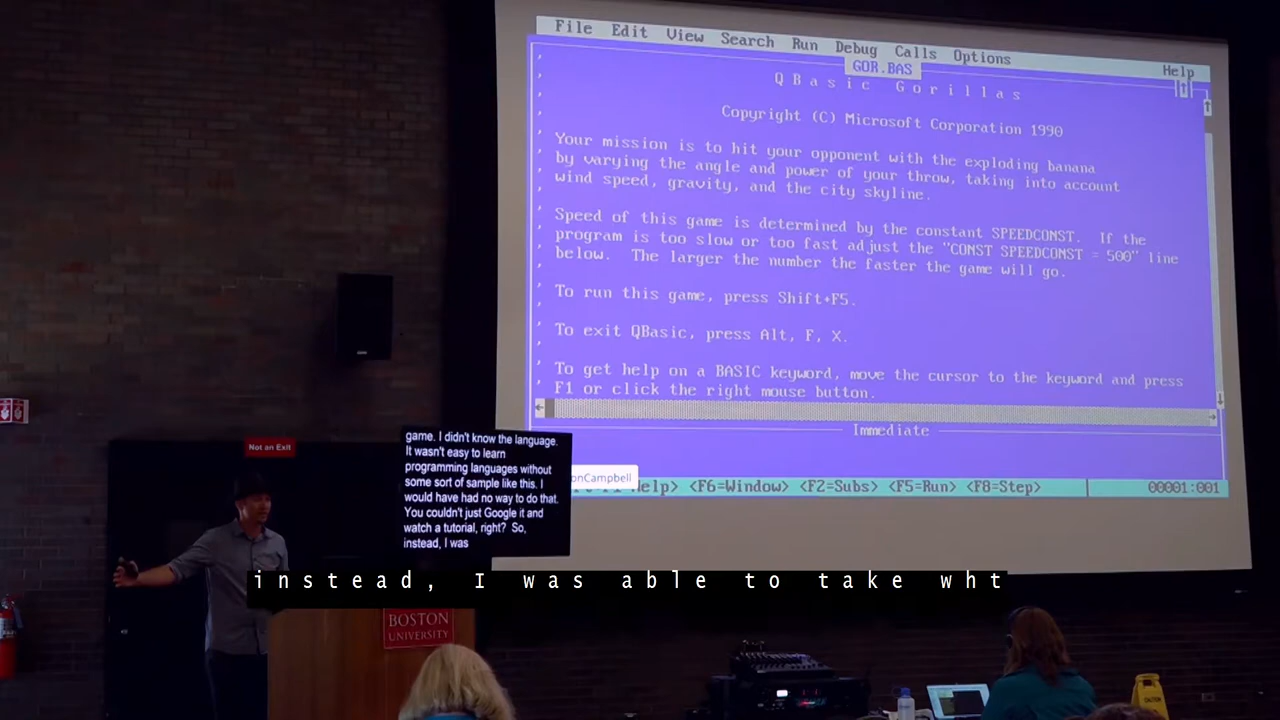 File Edit View Search Run Debug Calls Options Help
GOR.BAS
Q B a s i c   G o r i l l a s
Copyright (C) Microsoft Corporation 1990
' Your mission is to hit your opponent with the exploding banana
' by varying the angle and power of your throw, taking into account
' wind speed, gravity, and the city skyline.
' Speed of this game is determined by the constant SPEEDCONST.  If the
' program is too slow or too fast adjust the "CONST SPEEDCONST = 500" line
' below.  The larger the number the faster the game will go.
' To run this game, press Shift+F5.
' To exit QBasic, press Alt, F, X.
' To get help on a BASIC keyword, move the cursor to the keyword and press
' F1 or click the right mouse button.
Immediate
onCampbell
Help> <F6=Window> <F2=Subs> <F5=Run> <F8=Step> 00001:001
Not an Exit
game. I didn't know the language.
It wasn't easy to learn
programming languages without
some sort of sample like this. I
would have had no way to do that.
You couldn't just Google it and
watch a tutorial, right?  So,
instead, I was
instead, I was able to take wht
BOSTON
UNIVERSITY
CAUTION